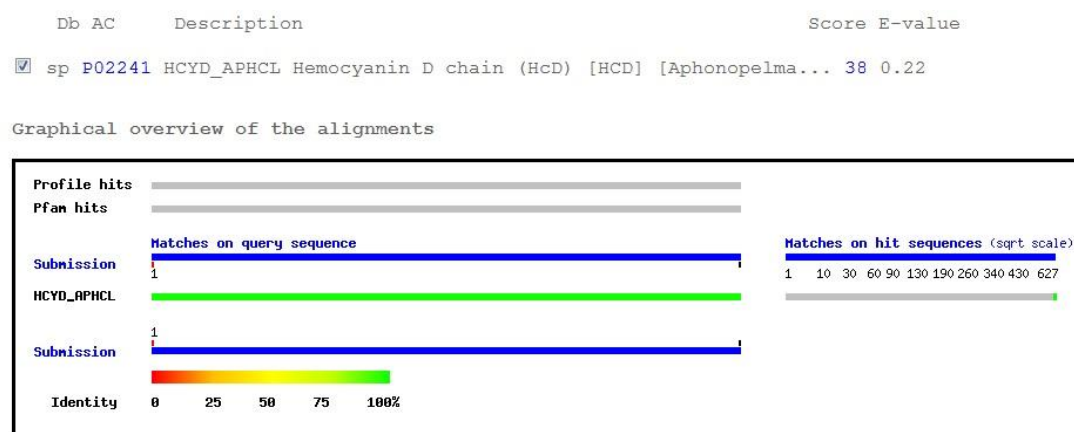 Db AC Description Score E-value
sp P02241 HCYD_APHCL Hemocyanin D chain (HcD) [HCD] [Aphonopelma... 38 0.22
Graphical overview of the alignments
Profile hits
Pfam hits
Matches on query sequence Matches on hit sequences (sqrt scale)
Submission
1 1 10 30 60 90 130 190 260 340 430 627
HCYD_APHCL
1
Submission
Identity 0 25 50 75 100%